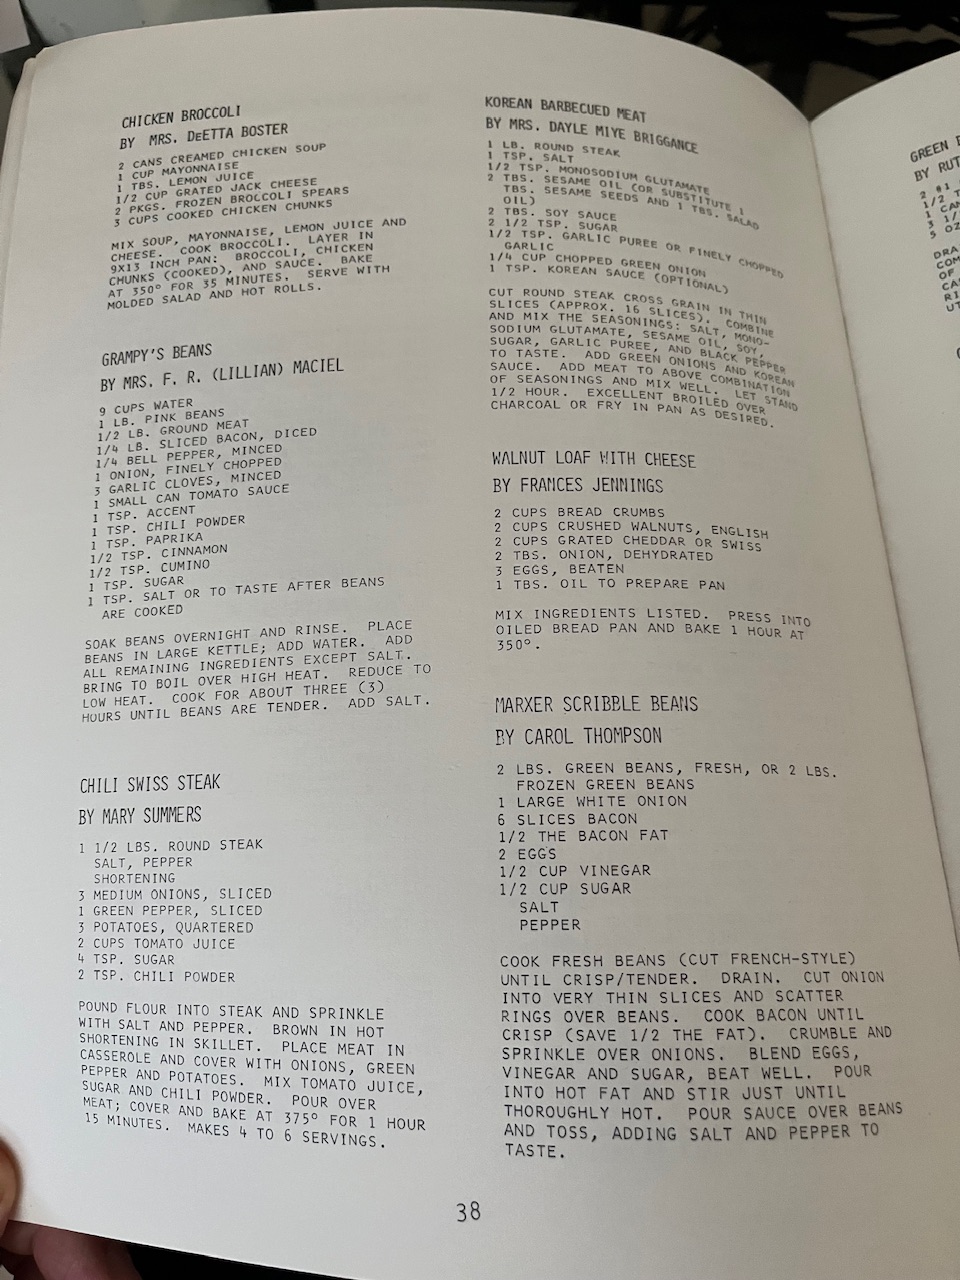 CHICKEN BROCCOLI
BY MRS. DeETTA BOSTER
2 CANS CREAMED CHICKEN SOUP
1 CUP MAYONNAISE
1 TBS. LEMON JUICE
1/2 CUP GRATED JACK CHEESE
2 PKGS. FROZEN BROCCOLI SPEARS
3 CUPS COOKED CHICKEN CHUNKS
MIX SOUP, MAYONNAISE, LEMON JUICE AND
CHEESE. COOK BROCCOLI. LAYER IN
9X13 INCH PAN: BROCCOLI, CHICKEN
CHUNKS (COOKED), AND SAUCE. BAKE
AT 350° FOR 35 MINUTES. SERVE WITH
MOLDED SALAD AND HOT ROLLS.
GRAMPY'S BEANS
BY MRS. F. R. (LILLIAN) MACIEL
9 CUPS WATER
1 LB. PINK BEANS
1/2 LB. GROUND MEAT
1/4 LB. SLICED BACON, DICED
1/4 BELL PEPPER, MINCED
1 ONION, FINELY CHOPPED
3 GARLIC CLOVES, MINCED
1 SMALL CAN TOMATO SAUCE
1 TSP. ACCENT
1 TSP. CHILI POWDER
1 TSP. PAPRIKA
1/2 TSP. CINNAMON
1/2 TSP. CUMINO
1 TSP. SUGAR
1 TSP. SALT OR TO TASTE AFTER BEANS
ARE COOKED
SOAK BEANS OVERNIGHT AND RINSE. PLACE
BEANS IN LARGE KETTLE; ADD WATER. ADD
ALL REMAINING INGREDIENTS EXCEPT SALT.
BRING TO BOIL OVER HIGH HEAT. REDUCE TO
LOW HEAT. COOK FOR ABOUT THREE (3)
HOURS UNTIL BEANS ARE TENDER. ADD SALT.
CHILI SWISS STEAK
BY MARY SUMMERS
1 1/2 LBS. ROUND STEAK
SALT, PEPPER
SHORTENING
3 MEDIUM ONIONS, SLICED
1 GREEN PEPPER, SLICED
3 POTATOES, QUARTERED
2 CUPS TOMATO JUICE
4 TSP. SUGAR
2 TSP. CHILI POWDER
POUND FLOUR INTO STEAK AND SPRINKLE
WITH SALT AND PEPPER. BROWN IN HOT
SHORTENING IN SKILLET. PLACE MEAT IN
CASSEROLE AND COVER WITH ONIONS, GREEN
PEPPER AND POTATOES. MIX TOMATO JUICE,
SUGAR AND CHILI POWDER. POUR OVER
MEAT; COVER AND BAKE AT 375° FOR 1 HOUR
15 MINUTES. MAKES 4 TO 6 SERVINGS.
KOREAN BARBECUED MEAT
BY MRS. DAYLE MIYE BRIGGANCE
1 LB. ROUND STEAK
1 TSP. SALT
1/2 TSP. MONOSODIUM GLUTAMATE
2 TBS. SESAME OIL (OR SUBSTITUTE 1
TBS. SESAME SEEDS AND 1 TBS. SALAD
OIL)
2 TBS. SOY SAUCE
2 1/2 TSP. SUGAR
1/2 TSP. GARLIC PUREE OR FINELY CHOPPED
GARLIC
1/4 CUP CHOPPED GREEN ONION
1 TSP. KOREAN SAUCE (OPTIONAL)
CUT ROUND STEAK CROSS GRAIN IN THIN
SLICES (APPROX. 16 SLICES). COMBINE
AND MIX THE SEASONINGS: SALT, MONO-
SODIUM GLUTAMATE, SESAME OIL, SOY,
SUGAR, GARLIC PUREE, AND BLACK PEPPER
TO TASTE. ADD GREEN ONIONS AND KOREAN
SAUCE. ADD MEAT TO ABOVE COMBINATION
OF SEASONINGS AND MIX WELL. LET STAND
1/2 HOUR. EXCELLENT BROILED OVER
CHARCOAL OR FRY IN PAN AS DESIRED.
WALNUT LOAF WITH CHEESE
BY FRANCES JENNINGS
2 CUPS BREAD CRUMBS
2 CUPS CRUSHED WALNUTS, ENGLISH
2 CUPS GRATED CHEDDAR OR SWISS
2 TBS. ONION, DEHYDRATED
3 EGGS, BEATEN
1 TBS. OIL TO PREPARE PAN
MIX INGREDIENTS LISTED. PRESS INTO
OILED BREAD PAN AND BAKE 1 HOUR AT
350°.
MARXER SCRIBBLE BEANS
BY CAROL THOMPSON
2 LBS. GREEN BEANS, FRESH, OR 2 LBS.
FROZEN GREEN BEANS
1 LARGE WHITE ONION
6 SLICES BACON
1/2 THE BACON FAT
2 EGGS
1/2 CUP VINEGAR
1/2 CUP SUGAR
SALT
PEPPER
COOK FRESH BEANS (CUT FRENCH-STYLE)
UNTIL CRISP/TENDER. DRAIN. CUT ONION
INTO VERY THIN SLICES AND SCATTER
RINGS OVER BEANS. COOK BACON UNTIL
CRISP (SAVE 1/2 THE FAT). CRUMBLE AND
SPRINKLE OVER ONIONS. BLEND EGGS,
VINEGAR AND SUGAR, BEAT WELL. POUR
INTO HOT FAT AND STIR JUST UNTIL
THOROUGHLY HOT. POUR SAUCE OVER BEANS
AND TOSS, ADDING SALT AND PEPPER TO
TASTE.
38
GREEN
BY RUT